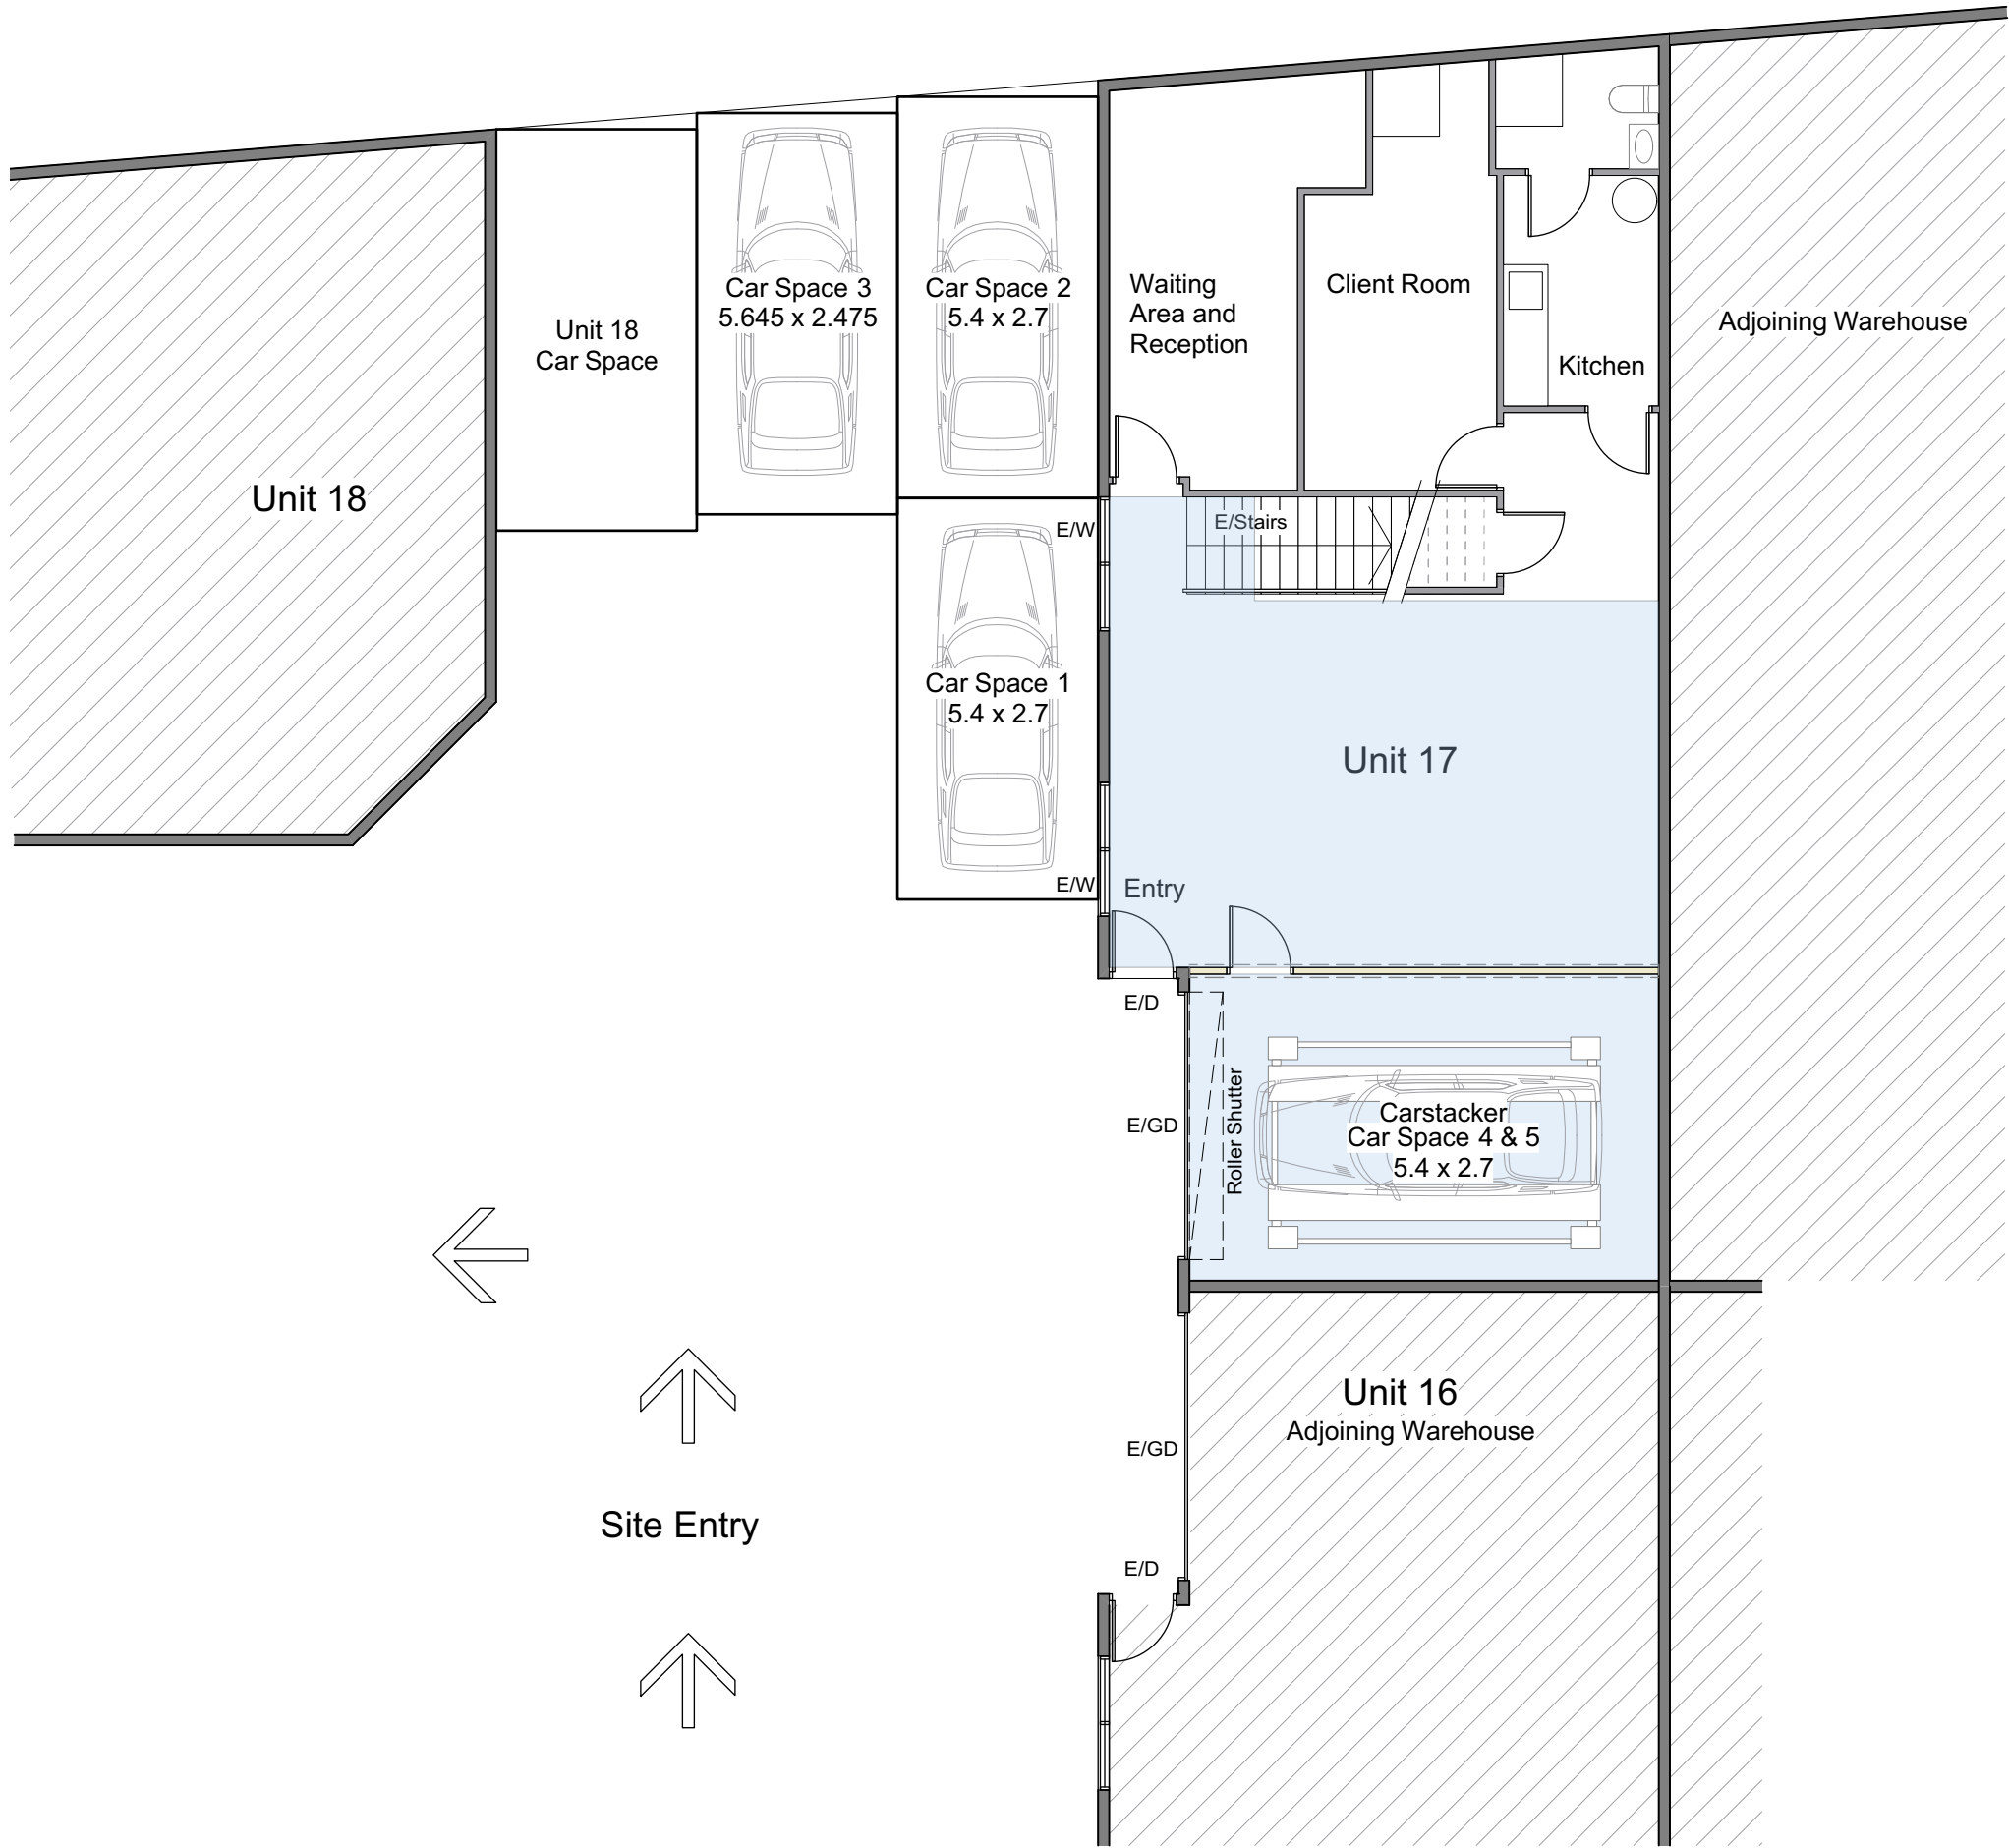 Waiting
Area and
Reception
Client Room
Kitchen
Adjoining Warehouse
Car Space 3
5.645 x 2.475
Car Space 2
5.4 x 2.7
Unit 18
Car Space
Unit 18
E/W
E/Stairs
Car Space 1
5.4 x 2.7
Unit 17
E/W
Entry
E/D
E/GD
Roller Shutter
Carstacker
Car Space 4 & 5
5.4 x 2.7
Unit 16
Adjoining Warehouse
E/GD
Site Entry
E/D